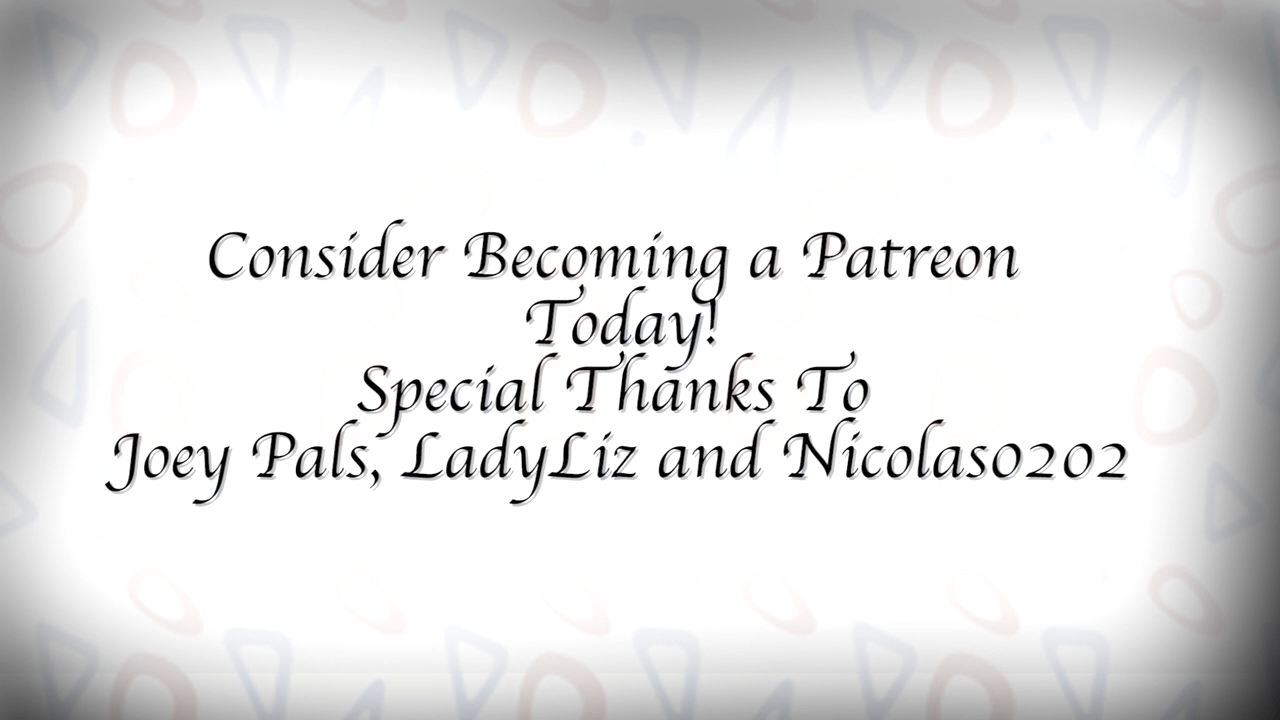 Consider Becoming a Patreon
Today!
Special Thanks To
Joey Pals, LadyLiz and Nicolas0202